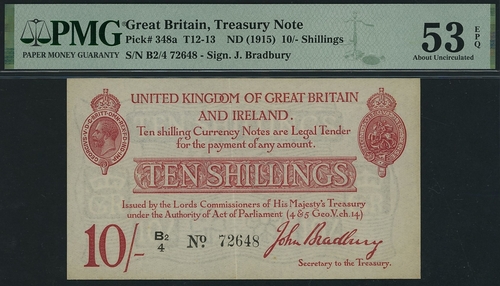 PMG
PAPER MONEY GUARANTY
Great Britain, Treasury Note
Pick# 348a T12-13 ND (1915) 10/- Shillings
S/N B2/4 72648 - Sign. J. Bradbury
53 EPQ
About Uncirculated
UNITED KINGDOM OF GREAT BRITAIN
AND IRELAND.
Ten shilling Currency Notes are Legal Tender
for the payment of any amount.
TEN SHILLINGS
Issued by the Lords Commissioners of His Majesty's Treasury
under the Authority of Act of Parliament (4 & 5 Geo.V. ch.14)
10/- B2/4 No 72648 John Bradbury
Secretary to the Treasury.